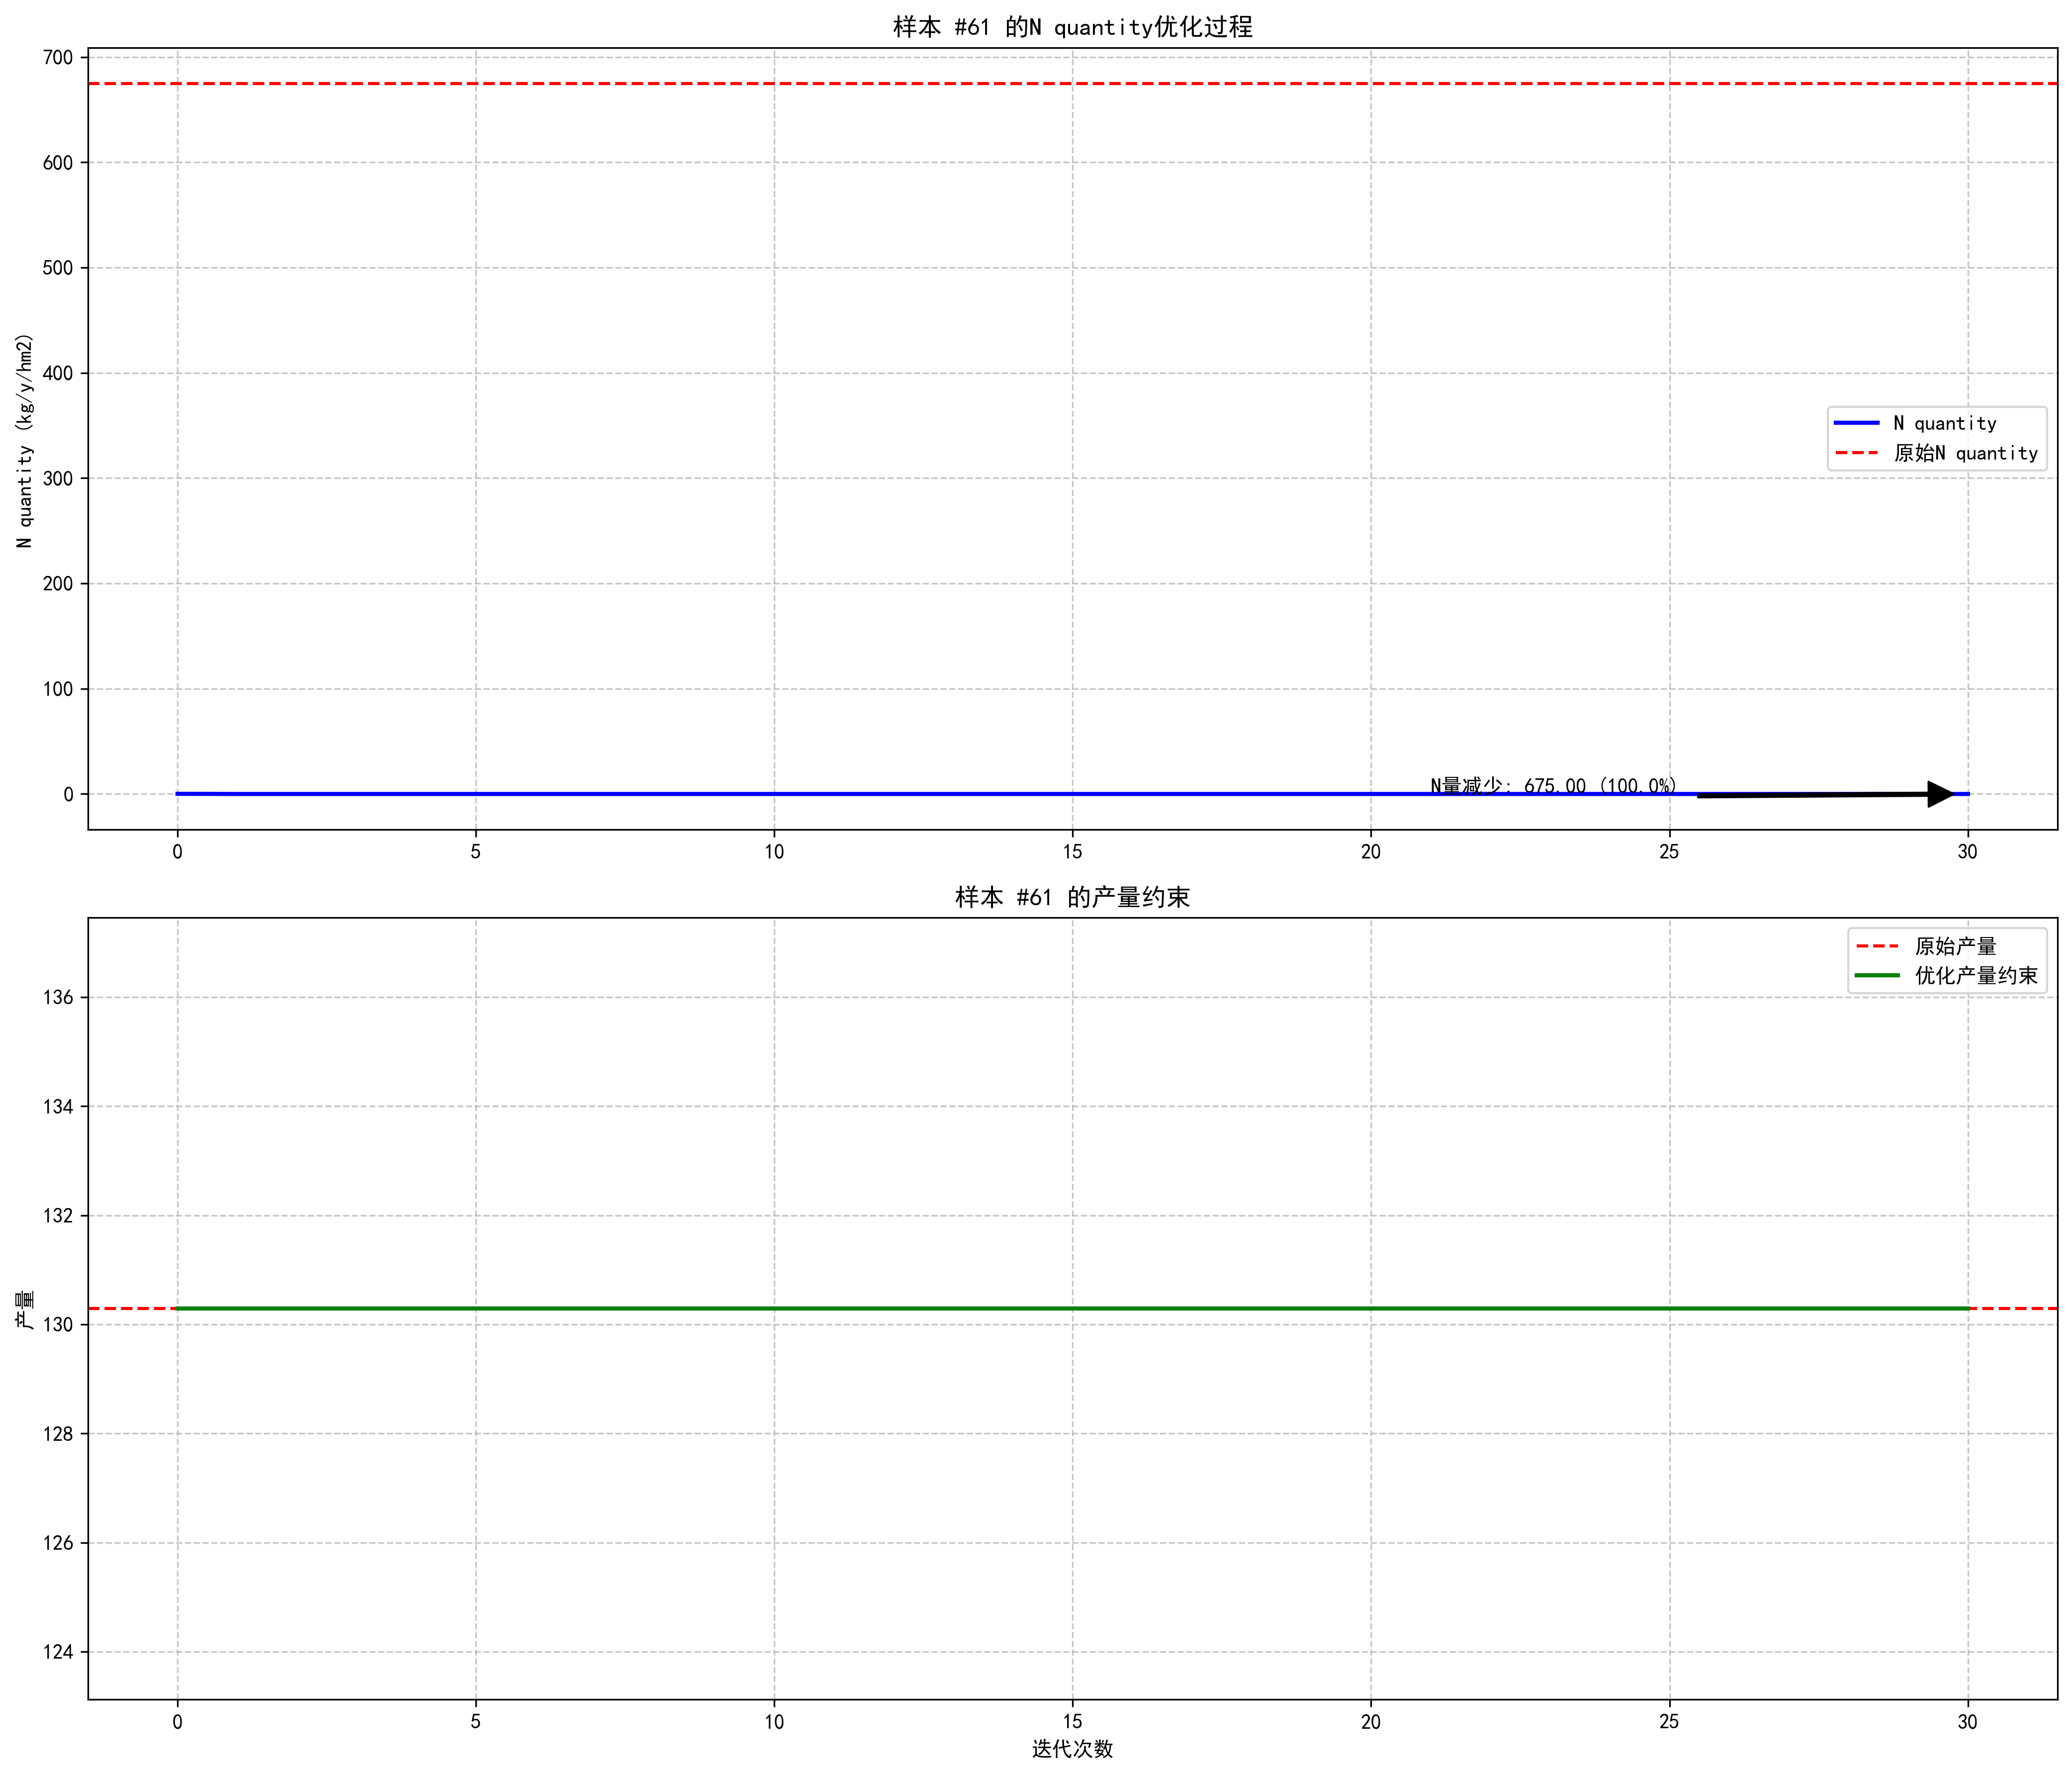 样本 #61 的N quantity优化过程
700
600
500
400
300
200
100
0
N quantity (kg/y/hm2)
N quantity
原始N quantity
N量减少: 675.00 (100.0%)
0 5 10 15 20 25 30
样本 #61 的产量约束
原始产量
优化产量约束
136
134
132
130
128
126
124
产量
0 5 10 15 20 25 30
迭代次数